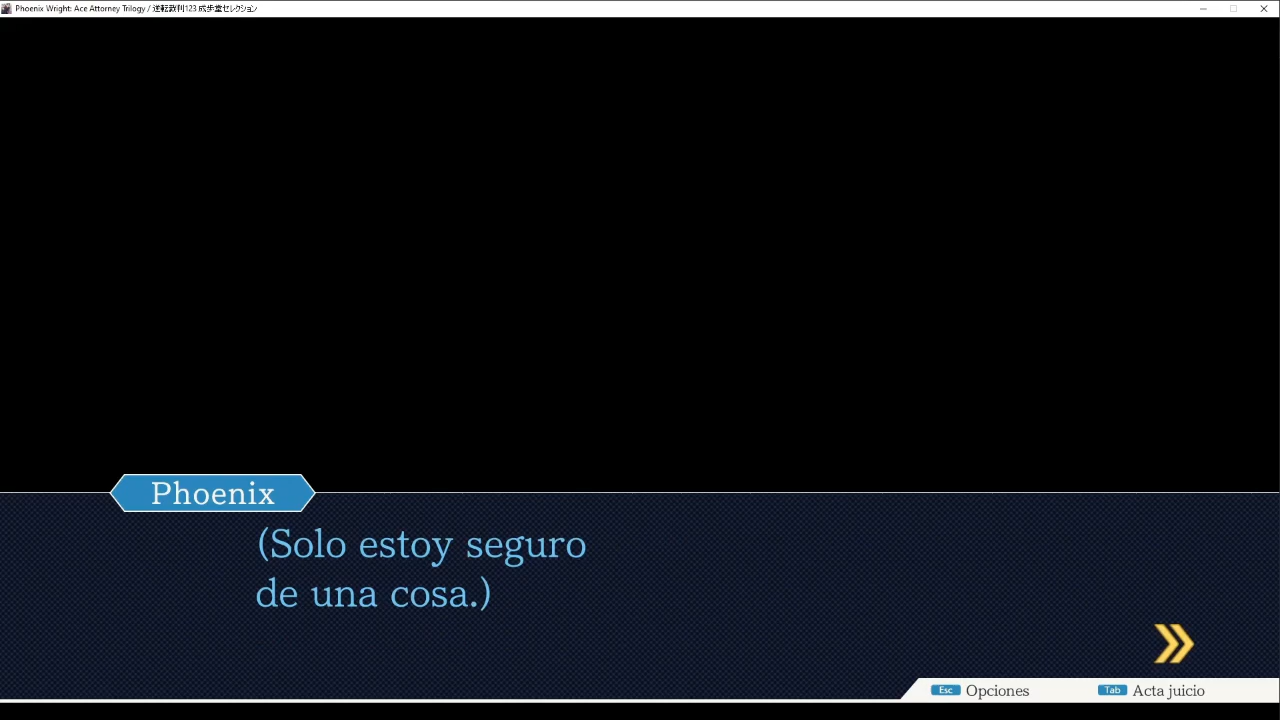 Phoenix Wright: Ace Attorney Trilogy / 逆転裁判123 成歩堂セレクション
Phoenix
(Solo estoy seguro
de una cosa.)
Esc Opciones Tab Acta juicio